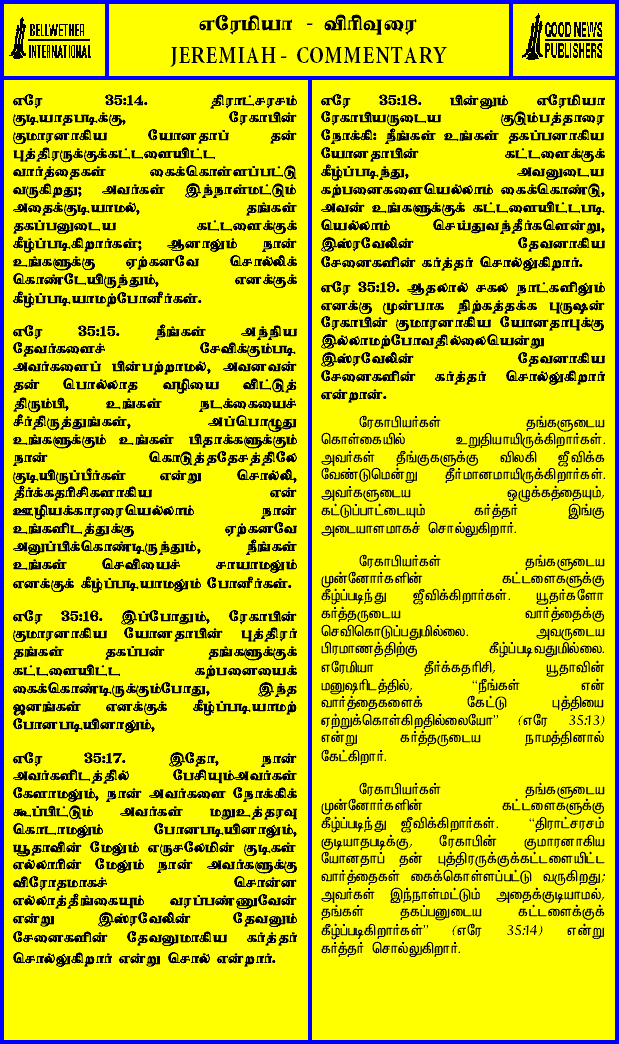 BELLWETHER
INTERNATIONAL
எரேமியா - விரிவுரை
JEREMIAH - COMMENTARY
GOOD NEWS
PUBLISHERS
எரே 35:14. திராட்சரசம்
குடியாதபடிக்கு, ரேகாபின்
குமாரனாகிய யோனதாப் தன்
புத்திரருக்குக்கட்டளையிட்ட
வார்த்தைகள் கைக்கொள்ளப்பட்டு
வருகிறது; அவர்கள் இந்நாள்மட்டும்
அதைக்குடியாமல், தங்கள்
தகப்பனுடைய கட்டளைக்குக்
கீழ்ப்படிகிறார்கள்; ஆனாலும் நான்
உங்களுக்கு ஏற்கனவே சொல்லிக்
கொண்டேயிருந்தும், எனக்குக்
கீழ்ப்படியாமற்போனீர்கள்.
எரே 35:15. நீங்கள் அந்நிய
தேவர்களைச் சேவிக்கும்படி
அவர்களைப் பின்பற்றாமல், அவனவன்
தன் பொல்லாத வழியை விட்டுத்
திரும்பி, உங்கள் நடக்கையைச்
சீர்திருத்துங்கள், அப்பொழுது
உங்களுக்கும் உங்கள் பிதாக்களுக்கும்
நான் கொடுத்ததேசத்திலே
குடியிருப்பீர்கள் என்று சொல்லி,
தீர்க்கதரிசிகளாகிய என்
ஊழியக்காரரையெல்லாம் நான்
உங்களிடத்துக்கு ஏற்கனவே
அனுப்பிக்கொண்டிருந்தும், நீங்கள்
உங்கள் செவியைச் சாயாமலும்
எனக்குக் கீழ்ப்படியாமலும் போனீர்கள்.
எரே 35:16. இப்போதும், ரேகாபின்
குமாரனாகிய யோனதாபின் புத்திரர்
தங்கள் தகப்பன் தங்களுக்குக்
கட்டளையிட்ட கற்பனையைக்
கைக்கொண்டிருக்கும்போது, இந்த
ஜனங்கள் எனக்குக் கீழ்ப்படியாமற்
போனபடியினாலும்,
எரே 35:17. இதோ, நான்
அவர்களிடத்தில் பேசியும்அவர்கள்
கேளாமலும், நான் அவர்களை நோக்கிக்
கூப்பிட்டும் அவர்கள் மறுஉத்தரவு
கொடாமலும் போனபடியினாலும்,
யூதாவின் மேலும் எருசலேமின் குடிகள்
எல்லாரின் மேலும் நான் அவர்களுக்கு
விரோதமாகச் சொன்ன
எல்லாத்தீங்கையும் வரப்பண்ணுவேன்
என்று இஸ்ரவேலின் தேவனும்
சேனைகளின் தேவனுமாகிய கர்த்தர்
சொல்லுகிறார் என்று சொல் என்றார்.
எரே 35:18. பின்னும் எரேமியா
ரேகாபியருடைய குடும்பத்தாரை
நோக்கி: நீங்கள் உங்கள் தகப்பனாகிய
யோனதாபின் கட்டளைக்குக்
கீழ்ப்படிந்து, அவனுடைய
கற்பனைகளையெல்லாம் கைக்கொண்டு,
அவன் உங்களுக்குக் கட்டளையிட்டபடி
யெல்லாம் செய்துவந்தீர்களென்று,
இஸ்ரவேலின் தேவனாகிய
சேனைகளின் கர்த்தர் சொல்லுகிறார்.
எரே 35:19. ஆதலால் சகல நாட்களிலும்
எனக்கு முன்பாக நிற்கத்தக்க புருஷன்
ரேகாபின் குமாரனாகிய யோனதாபுக்கு
இல்லாமற்போவதில்லையென்று
இஸ்ரவேலின் தேவனாகிய
சேனைகளின் கர்த்தர் சொல்லுகிறார்
என்றான்.
ரேகாபியர்கள் தங்களுடைய
கொள்கையில் உறுதியாயிருக்கிறார்கள்.
அவர்கள் தீங்குகளுக்கு விலகி ஜீவிக்க
வேண்டுமென்று தீர்மானமாயிருக்கிறார்கள்.
அவர்களுடைய ஒழுக்கத்தையும்,
கட்டுப்பாட்டையும் கர்த்தர் இங்கு
அடையாளமாகச் சொல்லுகிறார்.
ரேகாபியர்கள் தங்களுடைய
முன்னோர்களின் கட்டளைகளுக்கு
கீழ்ப்படிந்து ஜீவிக்கிறார்கள். யூதர்களோ
கர்த்தருடைய வார்த்தைக்கு
செவிகொடுப்பதுமில்லை. அவருடைய
பிரமாணத்திற்கு கீழ்ப்படிவதுமில்லை.
எரேமியா தீர்க்கதரிசி, யூதாவின்
மனுஷரிடத்தில், “நீங்கள் என்
வார்த்தைகளைக் கேட்டு புத்தியை
ஏற்றுக்கொள்கிறதில்லையோ” (எரே 35:13)
என்று கர்த்தருடைய நாமத்தினால்
கேட்கிறார்.
ரேகாபியர்கள் தங்களுடைய
முன்னோர்களின் கட்டளைகளுக்கு
கீழ்ப்படிந்து ஜீவிக்கிறார்கள். “திராட்சரசம்
குடியாதபடிக்கு, ரேகாபின் குமாரனாகிய
யோனதாப் தன் புத்திரருக்குக்கட்டளையிட்ட
வார்த்தைகள் கைக்கொள்ளப்பட்டு வருகிறது;
அவர்கள் இந்நாள்மட்டும் அதைக்குடியாமல்,
தங்கள் தகப்பனுடைய கட்டளைக்குக்
கீழ்ப்படிகிறார்கள்” (எரே 35:14) என்று
கர்த்தர் சொல்லுகிறார்.